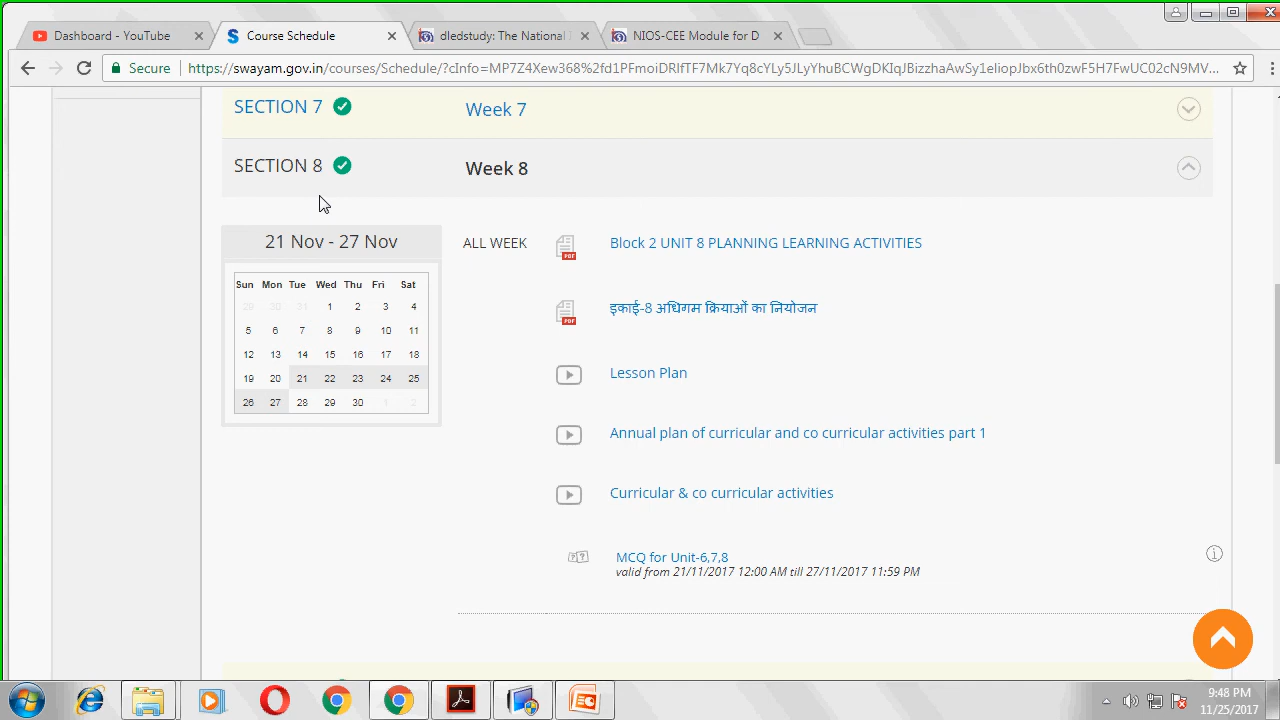 Dashboard - YouTube
Course Schedule
dledstudy: The National
NIOS-CEE Module for D
Secure
https://swayam.gov.in/courses/Schedule/?cInfo=
SECTION 7
Week 7
SECTION 8
Week 8
21 Nov - 27 Nov
Sun Mon Tue Wed Thu Fri Sat
29 30 31 1 2 3 4
5 6 7 8 9 10 11
12 13 14 15 16 17 18
19 20 21 22 23 24 25
26 27 28 29 30 1 2
ALL WEEK
Block 2 UNIT 8 PLANNING LEARNING ACTIVITIES
PDF
इकाई-8 अधिगम क्रियाओं का नियोजन
PDF
Lesson Plan
Annual plan of curricular and co curricular activities part 1
Curricular & co curricular activities
MCQ for Unit-6,7,8
valid from 21/11/2017 12:00 AM till 27/11/2017 11:59 PM
9:48 PM
11/25/2017